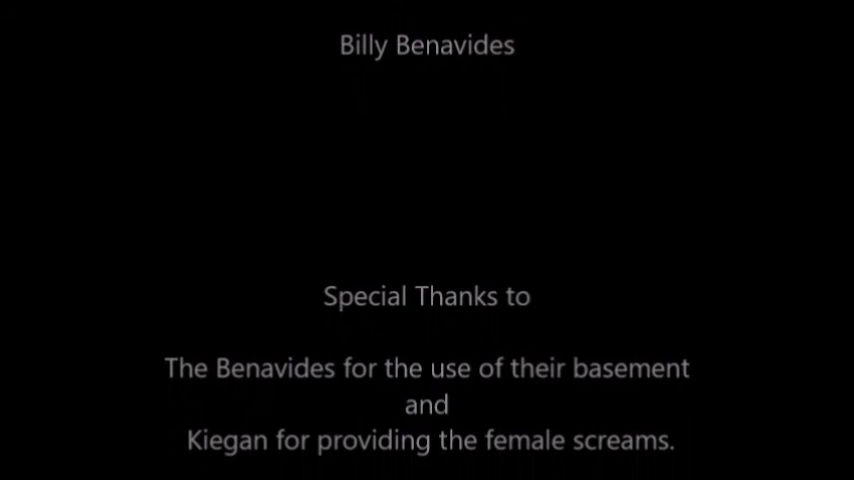 Billy Benavides
Special Thanks to
The Benavides for the use of their basement
and
Kiegan for providing the female screams.